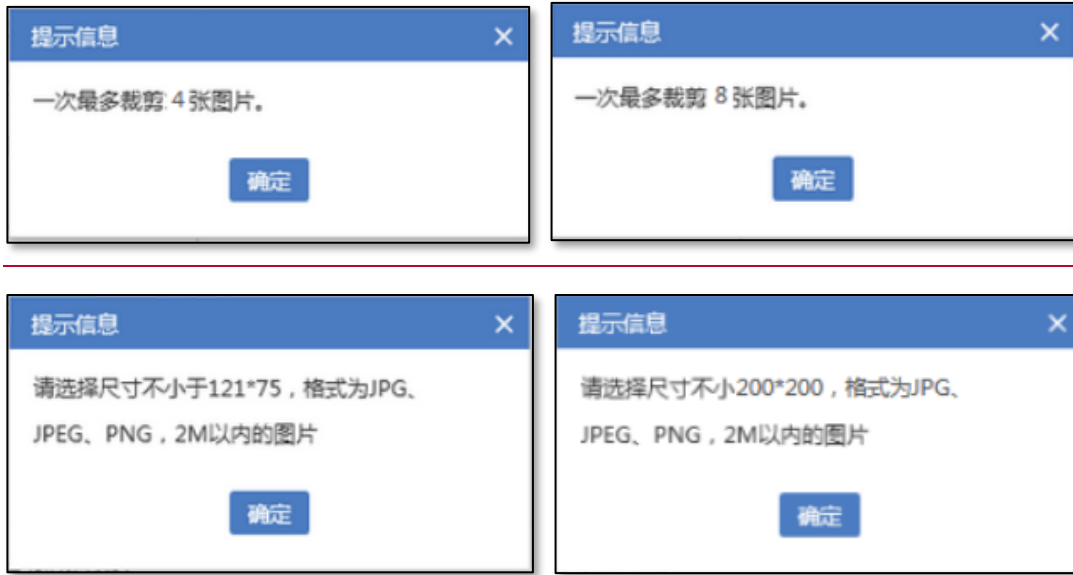 提示信息
一次最多裁剪 4 张图片。
确定
提示信息
一次最多裁剪 8 张图片。
确定
提示信息
请选择尺寸不小于121*75，格式为JPG、
JPEG、PNG，2M以内的图片
确定
提示信息
请选择尺寸不小200*200，格式为JPG、
JPEG、PNG，2M以内的图片
确定